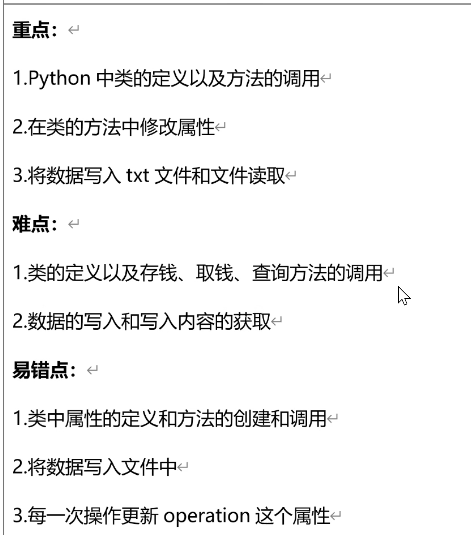 重点：
1.Python 中类的定义以及方法的调用
2.在类的方法中修改属性
3.将数据写入 txt 文件和文件读取
难点：
1.类的定义以及存钱、取钱、查询方法的调用
2.数据的写入和写入内容的获取
易错点：
1.类中属性的定义和方法的创建和调用
2.将数据写入文件中
3.每一次操作更新 operation 这个属性